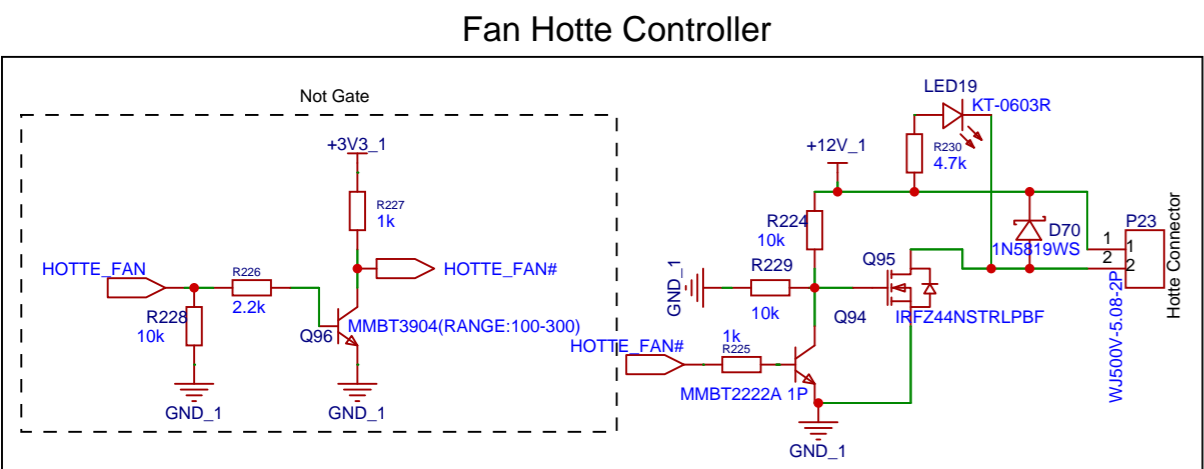 Fan Hotte Controller
Not Gate
+3V3_1
R227
1k
HOTTE_FAN
R226
2.2k
HOTTE_FAN#
R228
10k
Q96
MMBT3904(RANGE:100-300)
GND_1
GND_1
LED19
KT-0603R
R230
4.7k
+12V_1
R224
10k
D70
1N5819WS
P23
1
1
2
2
Hotte Connector
WJ500V-5.08-2P
GND_1
R229
10k
Q95
Q94
IRFZ44NSTRLPBF
HOTTE_FAN#
1k
R225
MMBT2222A 1P
GND_1